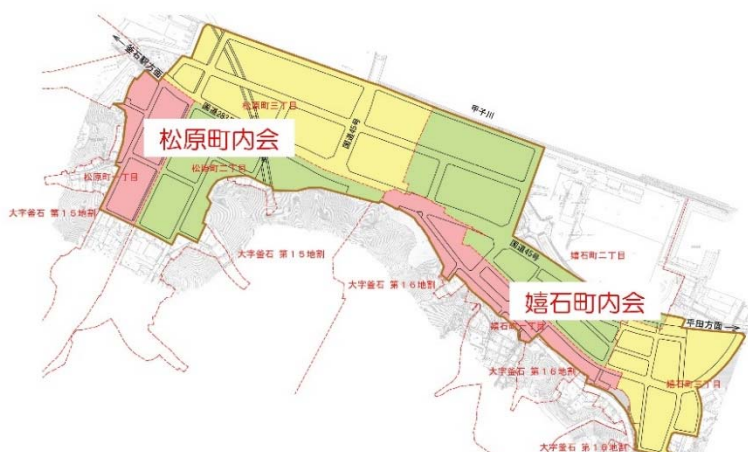 釜石駅方面
松原町三丁目
甲子川
国道283
国道45号
松原町内会
松原町一丁目
松原町二丁目
大字釜石 第15地割
大字釜石 第15地割
国道45号
嬉石町二丁目
大字釜石 第16地割
嬉石町内会
平田方面
嬉石町一丁目
大字釜石 第16地割
嬉石町三丁目
大字釜石 第16地割